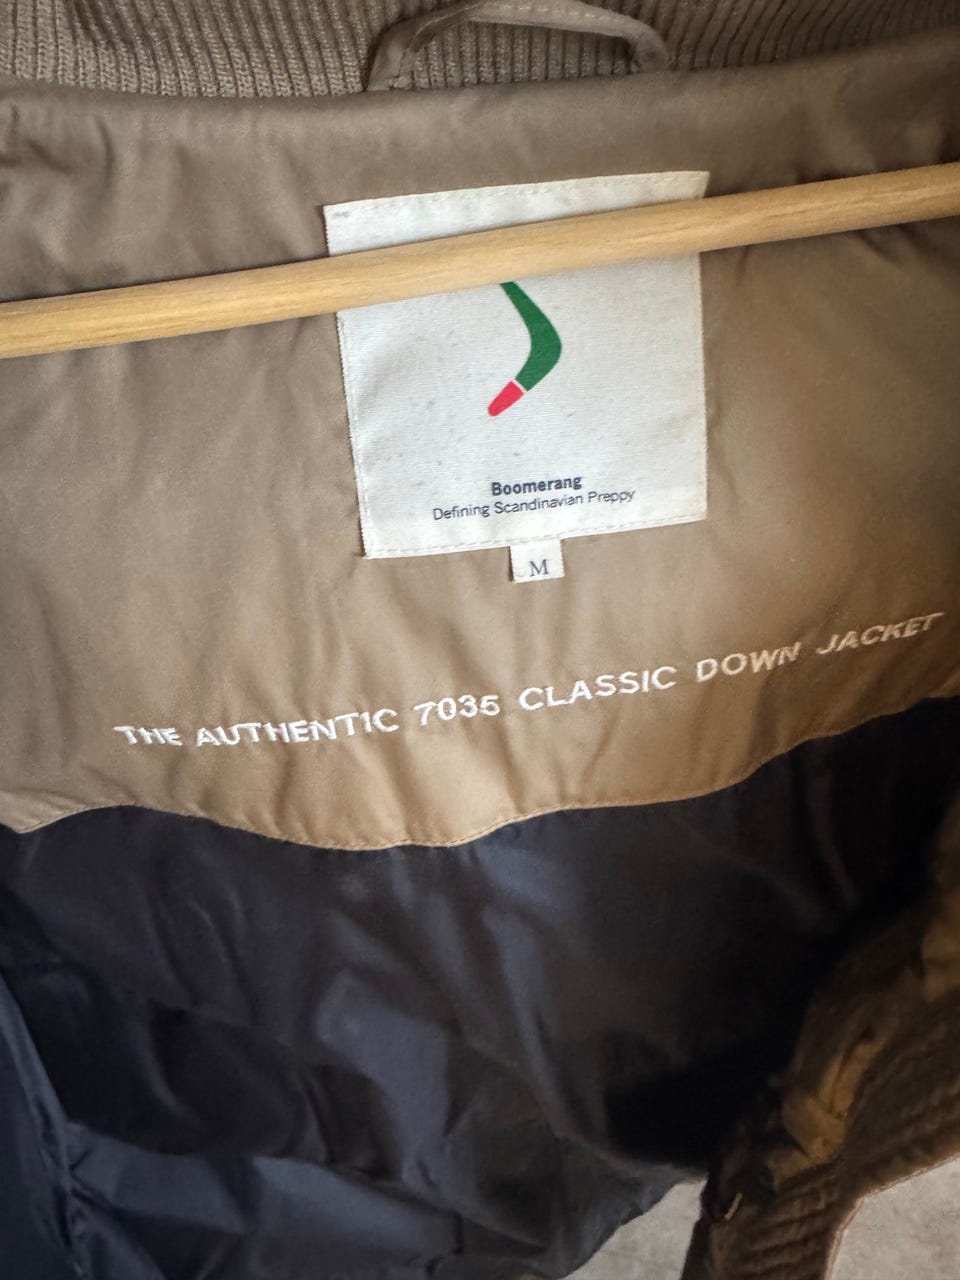 Boomerang
Defining Scandinavian Preppy
M
THE AUTHENTIC 7035 CLASSIC DOWN JACKET